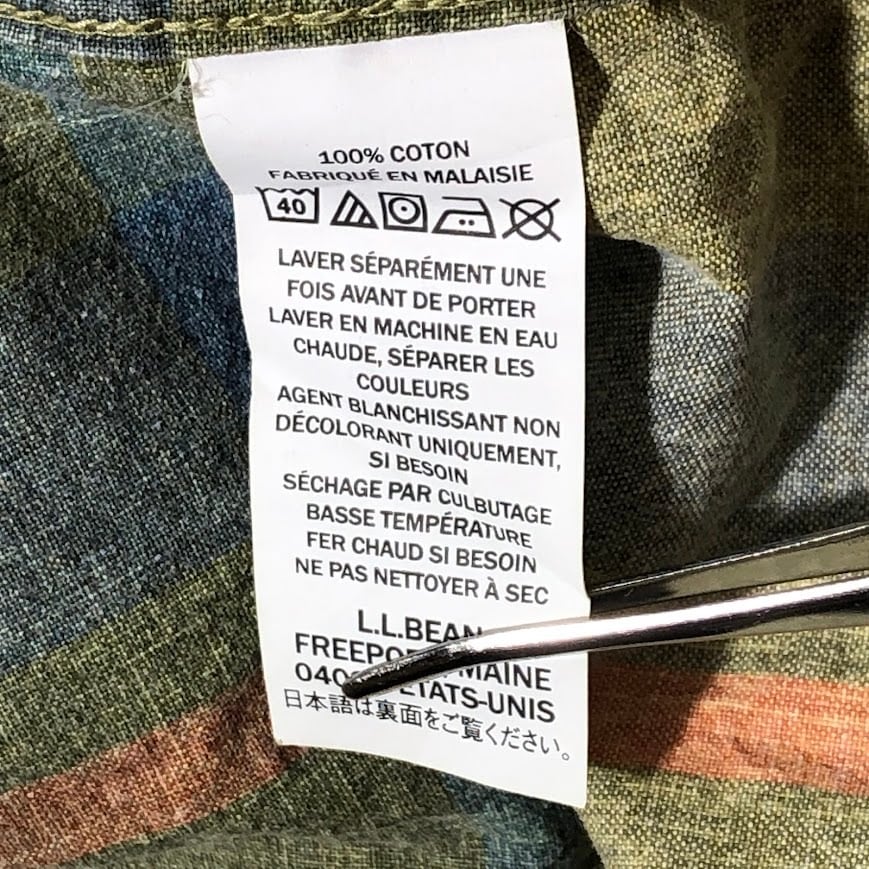 100% COTON
FABRIQUÉ EN MALAISIE
40
LAVER SÉPARÉMENT UNE
FOIS AVANT DE PORTER
LAVER EN MACHINE EN EAU
CHAUDE, SÉPARER LES
COULEURS
AGENT BLANCHISSANT NON
DÉCOLORANT UNIQUEMENT,
SI BESOIN
SÉCHAGE PAR CULBUTAGE
BASSE TEMPÉRATURE
FER CHAUD SI BESOIN
NE PAS NETTOYER À SEC
L.L.BEAN
MAINE
ÉTATS-UNIS
日本語は裏面をご覧ください。